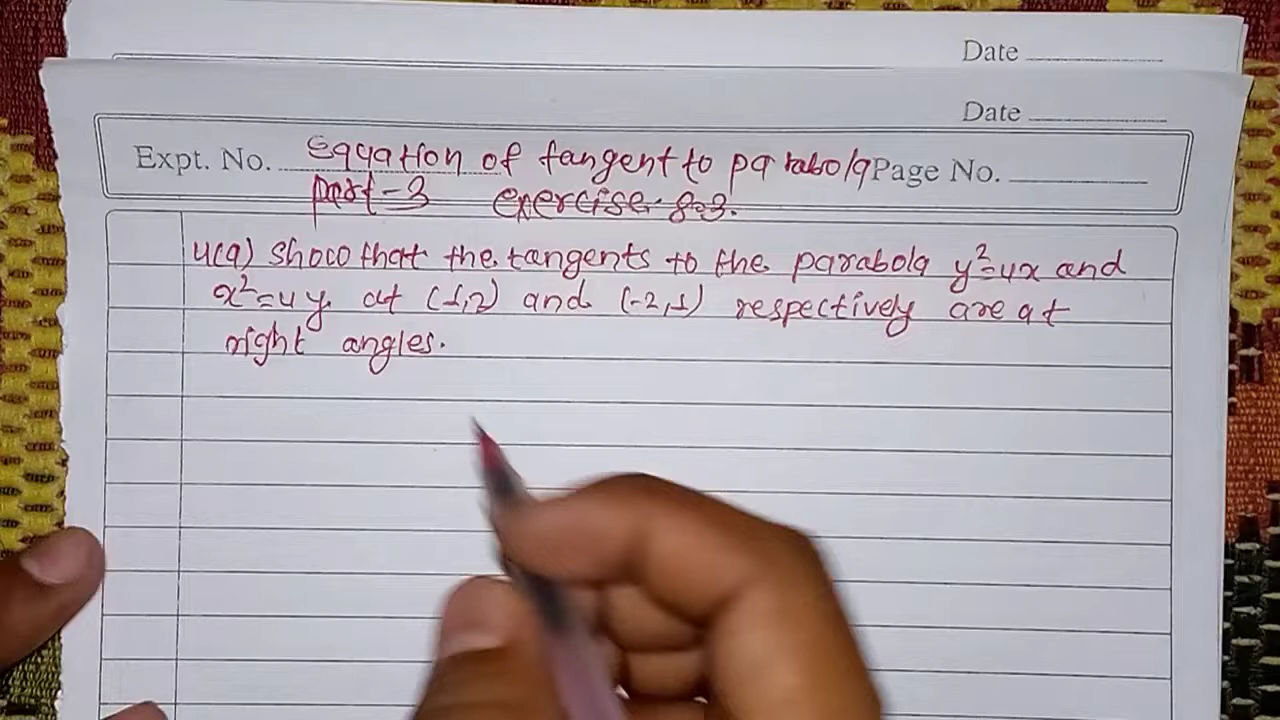 Date
Date
Expt. No. Equation of tangent to parabola Page No.
part-3 exercise 8.3.
4(a) Show that the tangents to the parabola y²=4x and
x²=4y at (1,2) and (-2,1) respectively are at
right angles.